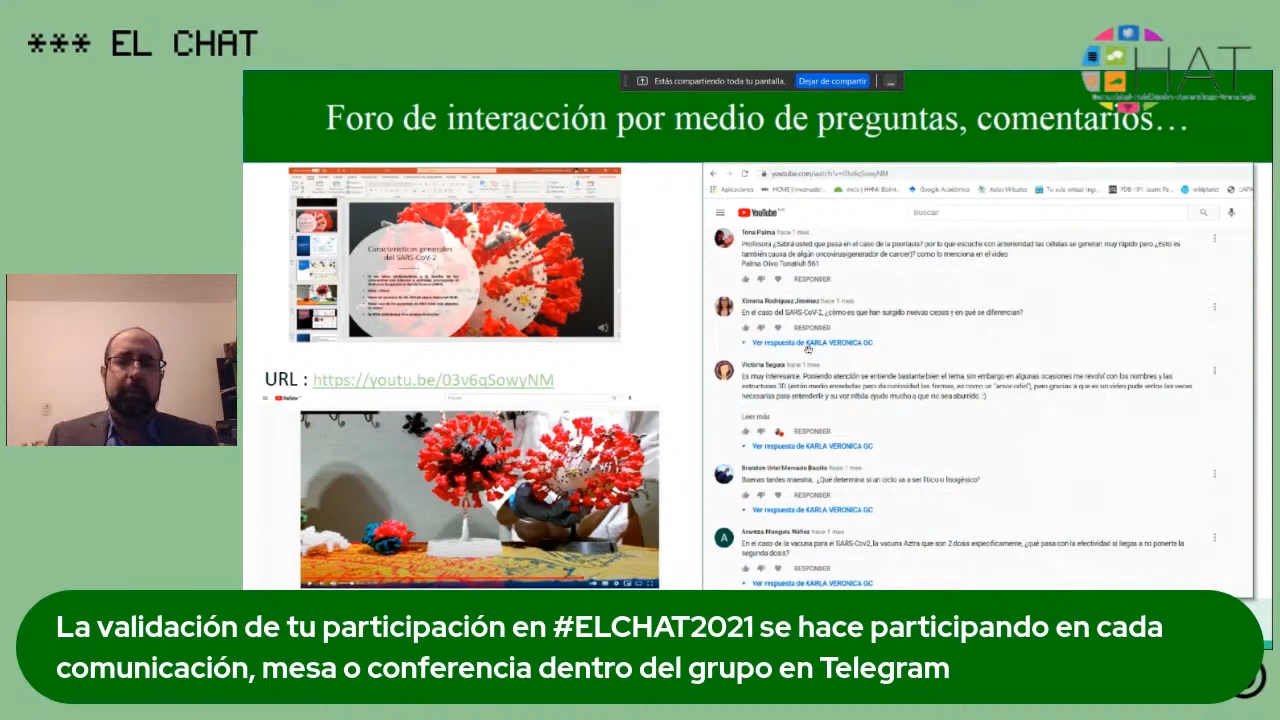 *** EL CHAT
HAT
Estás compartiendo toda tu pantalla.
Dejar de compartir
Foro de interacción por medio de preguntas, comentarios…
Características generales
del SARS-CoV-2
URL : https://youtu.be/03v6qSowyNM
youtube.com/watch?v=03v6qSowyNM
Aplicaciones
Google Académico
Aulas Virtuales
YouTube
Buscar
Tona Palma hace 1 mes
Profesora ¿Sabrá usted que pasa en el caso de la psoriasis? por lo que escuche con anterioridad las células se generan muy rápido pero ¿Esto es
también causa de algún oncovirus(generador de cancer)? como lo menciona en el video
Palma Olivo Tonatiuh 561
RESPONDER
Ximena Rodríguez Jiménez hace 1 mes
En el caso del SARS-CoV-2, ¿cómo es que han surgido nuevas cepas y en qué se diferencian?
RESPONDER
Ver respuesta de KARLA VERONICA GC
Victoria Segura hace 1 mes
Es muy interesante. Poniendo atención se entiende bastante bien el tema, sin embargo en algunas ocasiones me revolví con los nombres y las
estructuras 3D (están medio enredadas pero da curiosidad las formas, es como un "amor-odio"), pero gracias a que es un video pude verlos las veces
necesarias para entenderle y su voz nítida ayudo mucho a que no sea aburrido. :)
Leer más
RESPONDER
Ver respuesta de KARLA VERONICA GC
Brandon Uriel Mercado Basilio hace 1 mes
Buenas tardes maestra, ¿Qué determina si un ciclo va a ser lítico o lisogénico?
RESPONDER
Ver respuesta de KARLA VERONICA GC
A
Arantza Munguía Núñez hace 1 mes
En el caso de la vacuna para el SARS-Cov2, la vacuna Aztra que son 2 dosis específicamente, ¿qué pasa con la efectividad si llegas a no ponerte la
segunda dosis?
RESPONDER
Ver respuesta de KARLA VERONICA GC
La validación de tu participación en #ELCHAT2021 se hace participando en cada
comunicación, mesa o conferencia dentro del grupo en Telegram